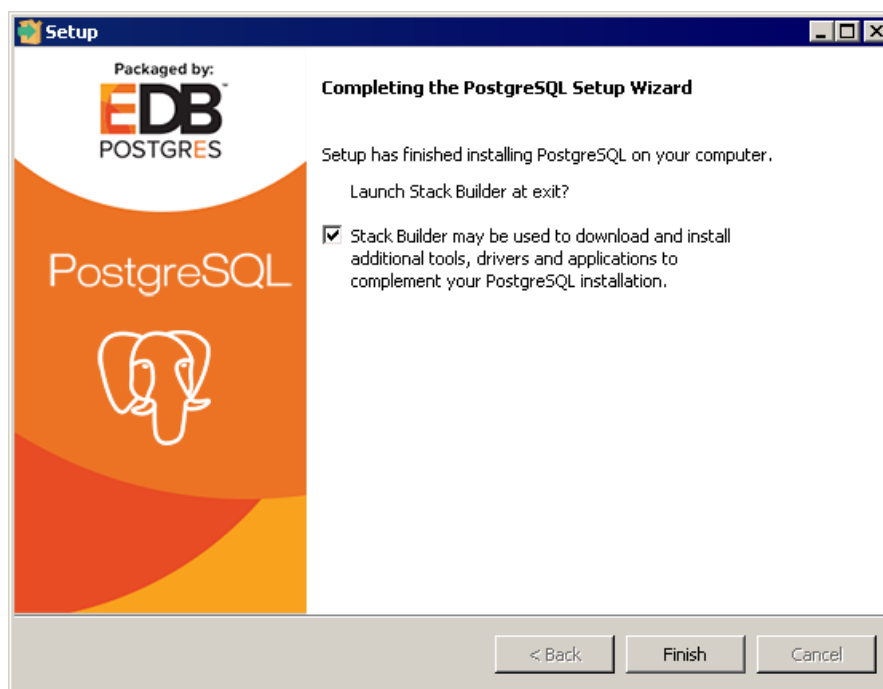 Setup
Packaged by:
EDB™
POSTGRES
PostgreSQL
Completing the PostgreSQL Setup Wizard
Setup has finished installing PostgreSQL on your computer.
Launch Stack Builder at exit?
Stack Builder may be used to download and install
additional tools, drivers and applications to
complement your PostgreSQL installation.
< Back
Finish
Cancel